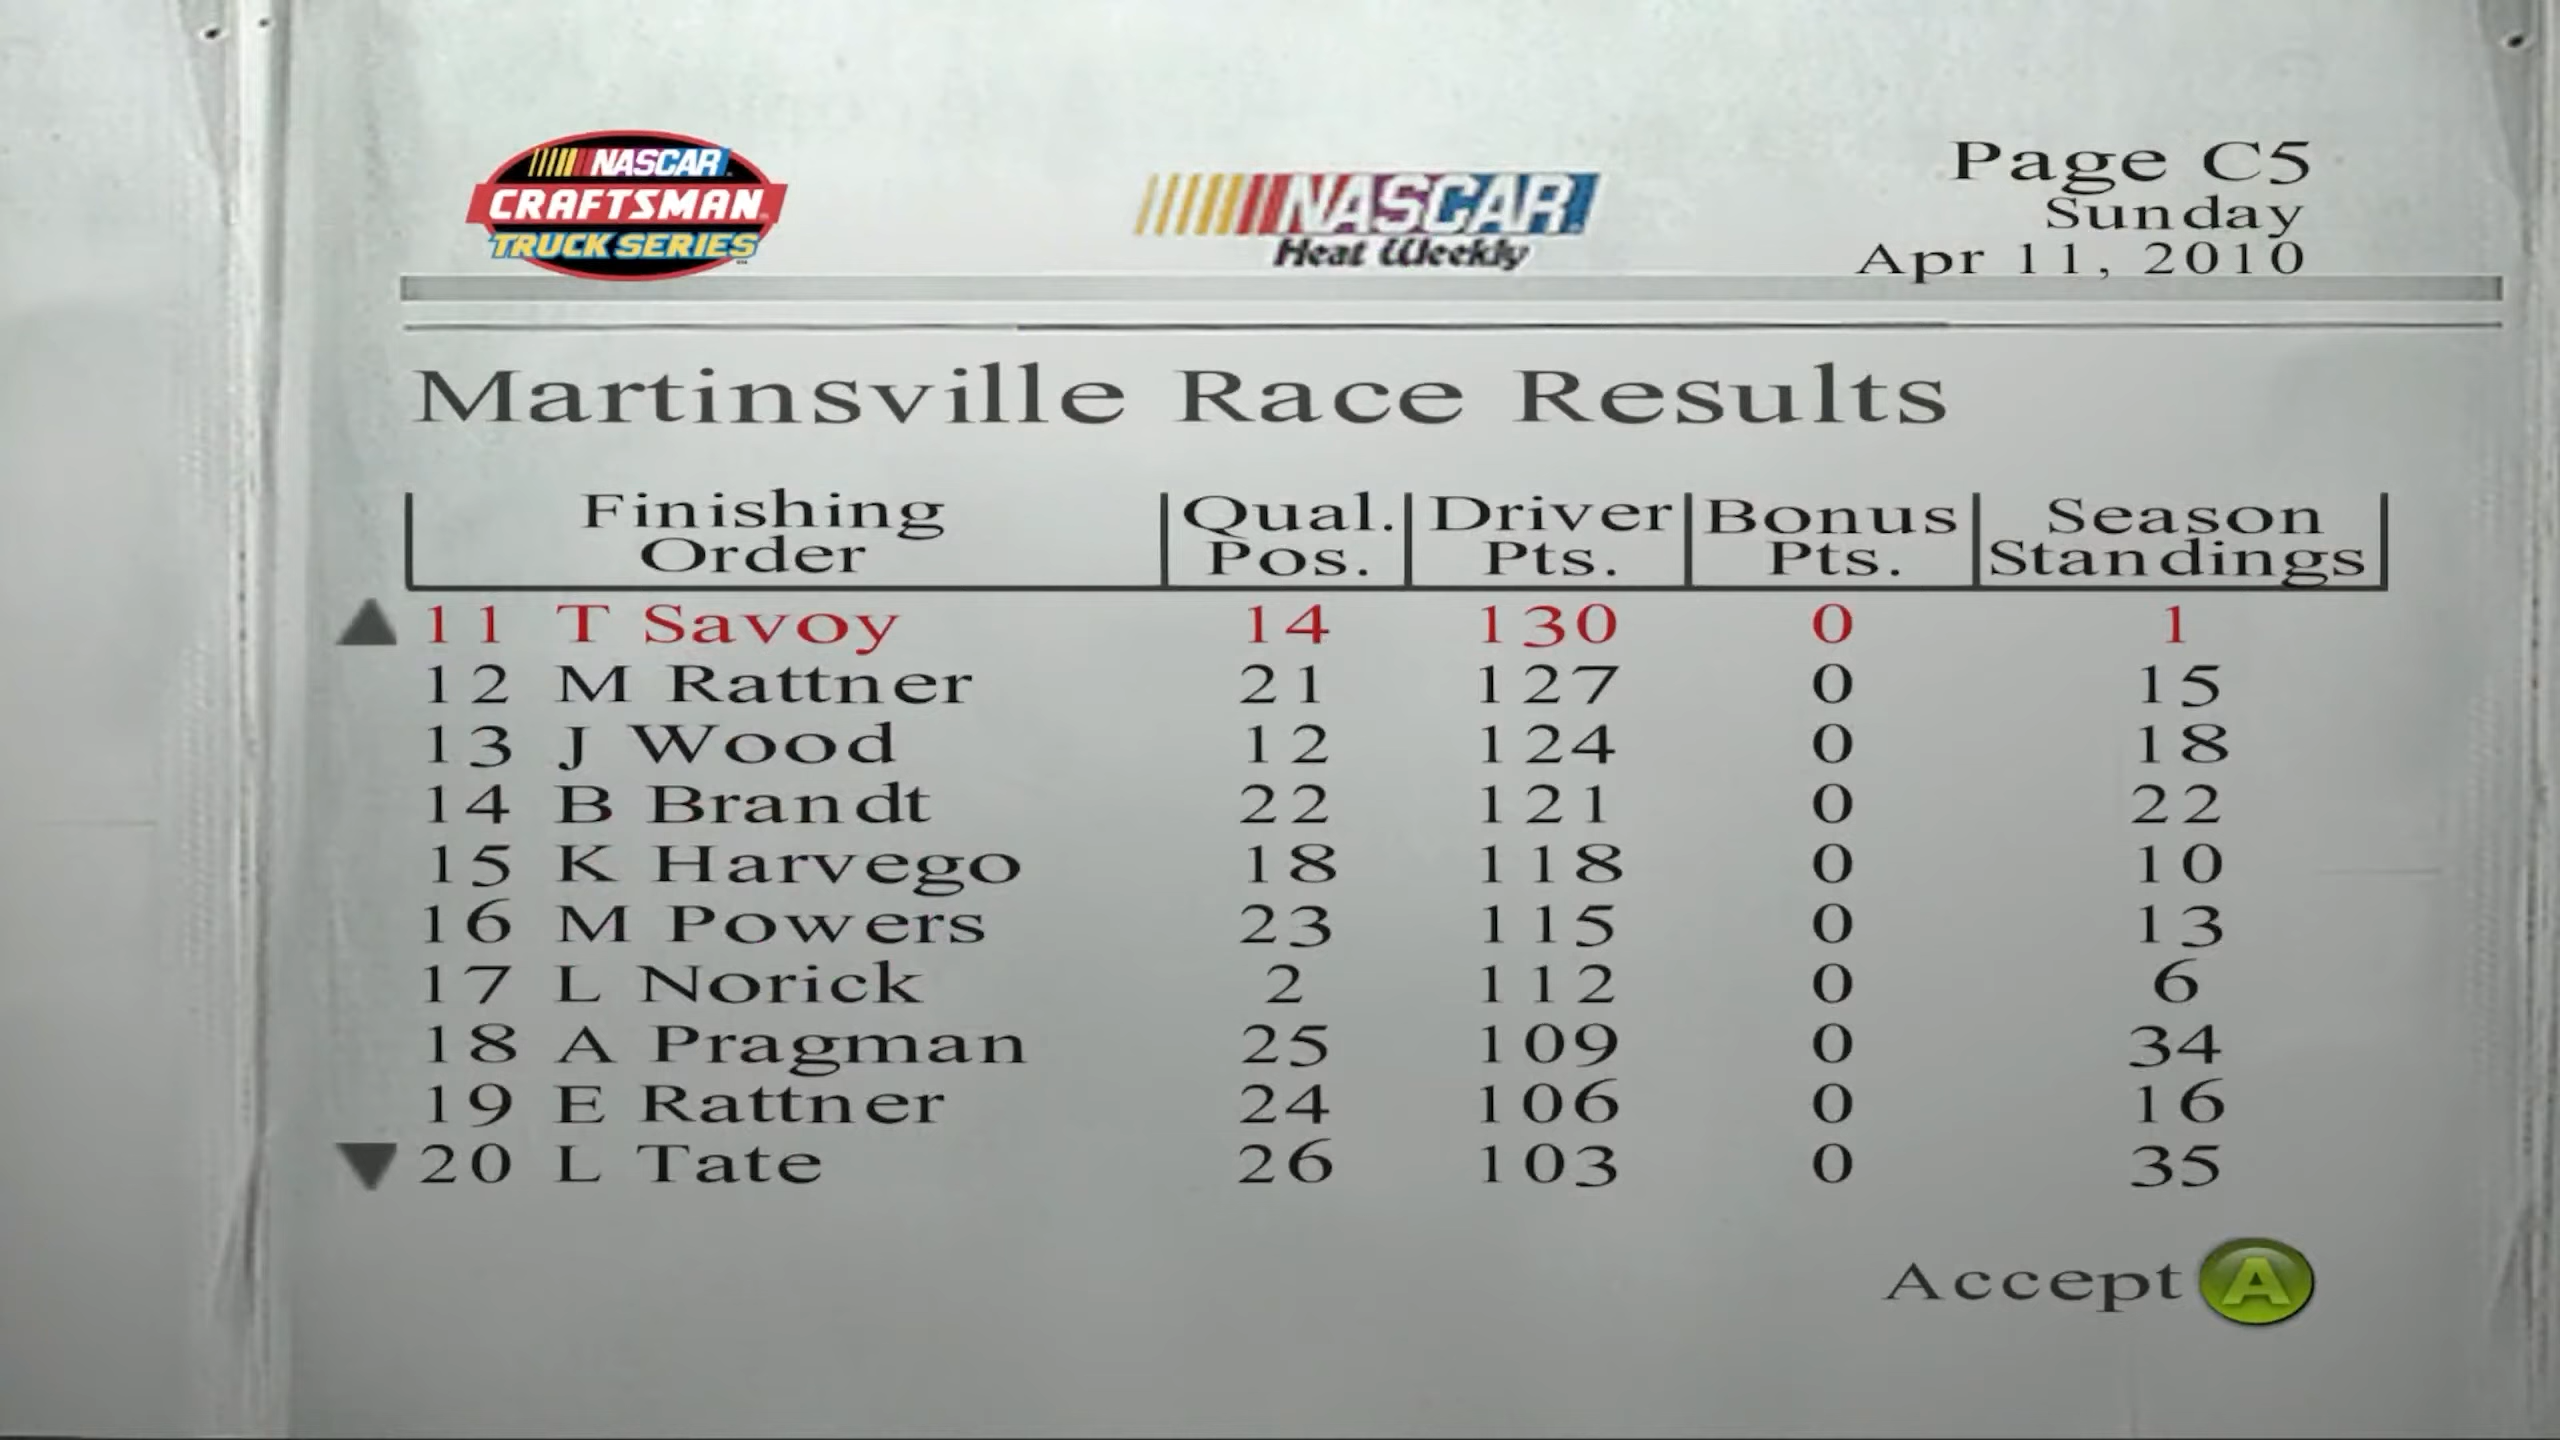 NASCAR
CRAFTSMAN
TRUCK SERIES
NASCAR
Heat Weekly
Page C5
Sunday
Apr 11, 2010
Martinsville Race Results
Finishing Order Qual. Pos. Driver Pts. Bonus Pts. Season Standings
11 T Savoy 14 130 0 1
12 M Rattner 21 127 0 15
13 J Wood 12 124 0 18
14 B Brandt 22 121 0 22
15 K Harvego 18 118 0 10
16 M Powers 23 115 0 13
17 L Norick 2 112 0 6
18 A Pragman 25 109 0 34
19 E Rattner 24 106 0 16
20 L Tate 26 103 0 35
Accept A